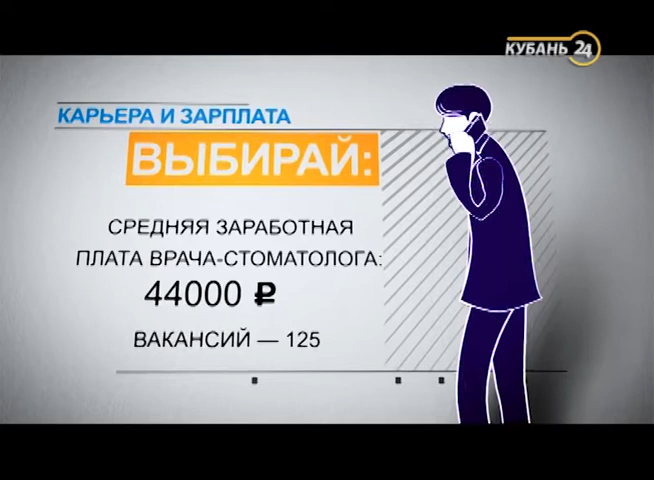 КУБАНЬ 24
КАРЬЕРА И ЗАРПЛАТА
ВЫБИРАЙ:
СРЕДНЯЯ ЗАРАБОТНАЯ
ПЛАТА ВРАЧА-СТОМАТОЛОГА:
44000 ₽
ВАКАНСИЙ — 125